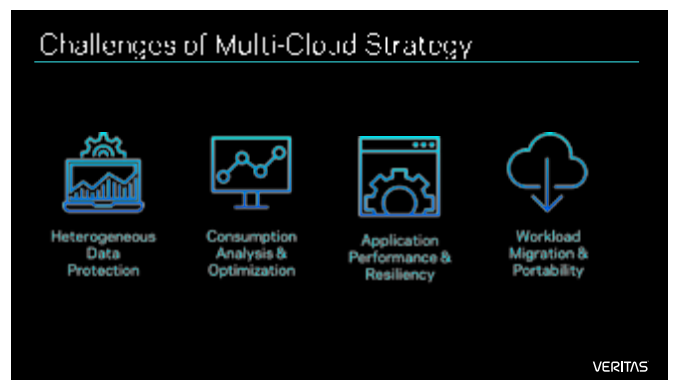 Challenges of Multi-Cloud Strategy
Heterogeneous
Data
Protection
Consumption
Analysis &
Optimization
Application
Performance &
Resiliency
Workload
Migration &
Portability
VERITAS